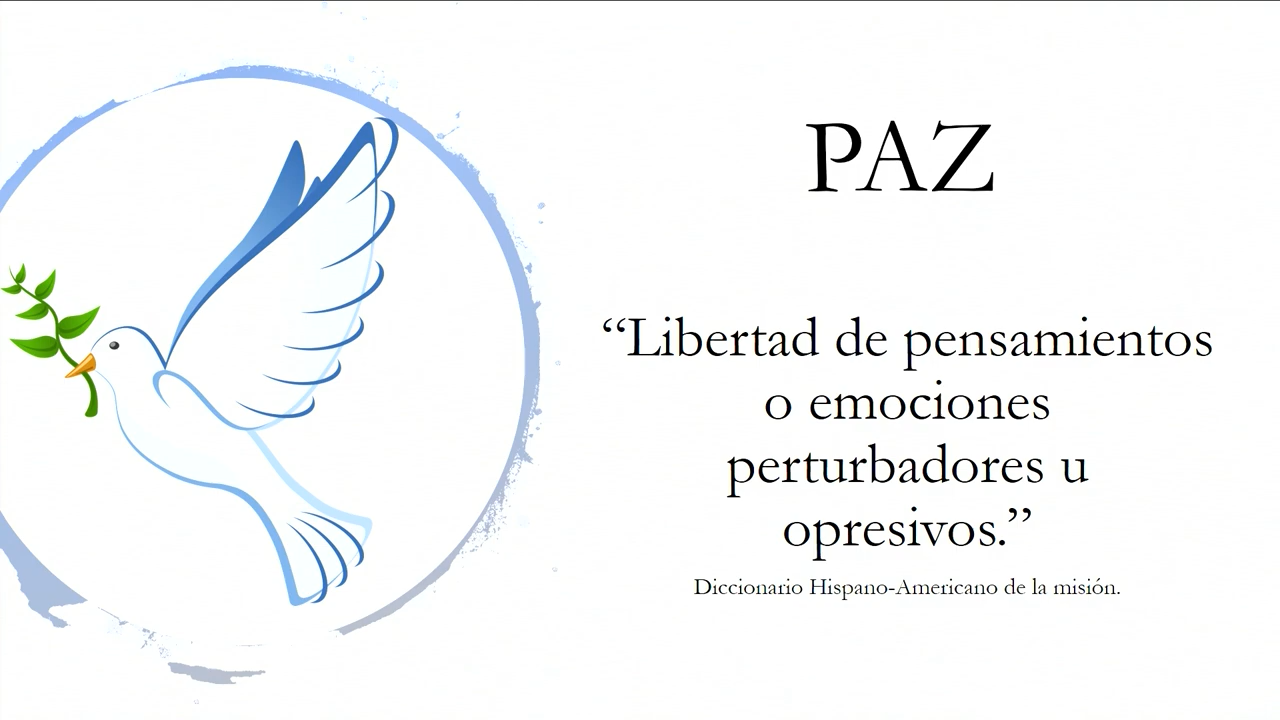 PAZ
“Libertad de pensamientos
o emociones
perturbadores u
opresivos.”
Diccionario Hispano-Americano de la misión.